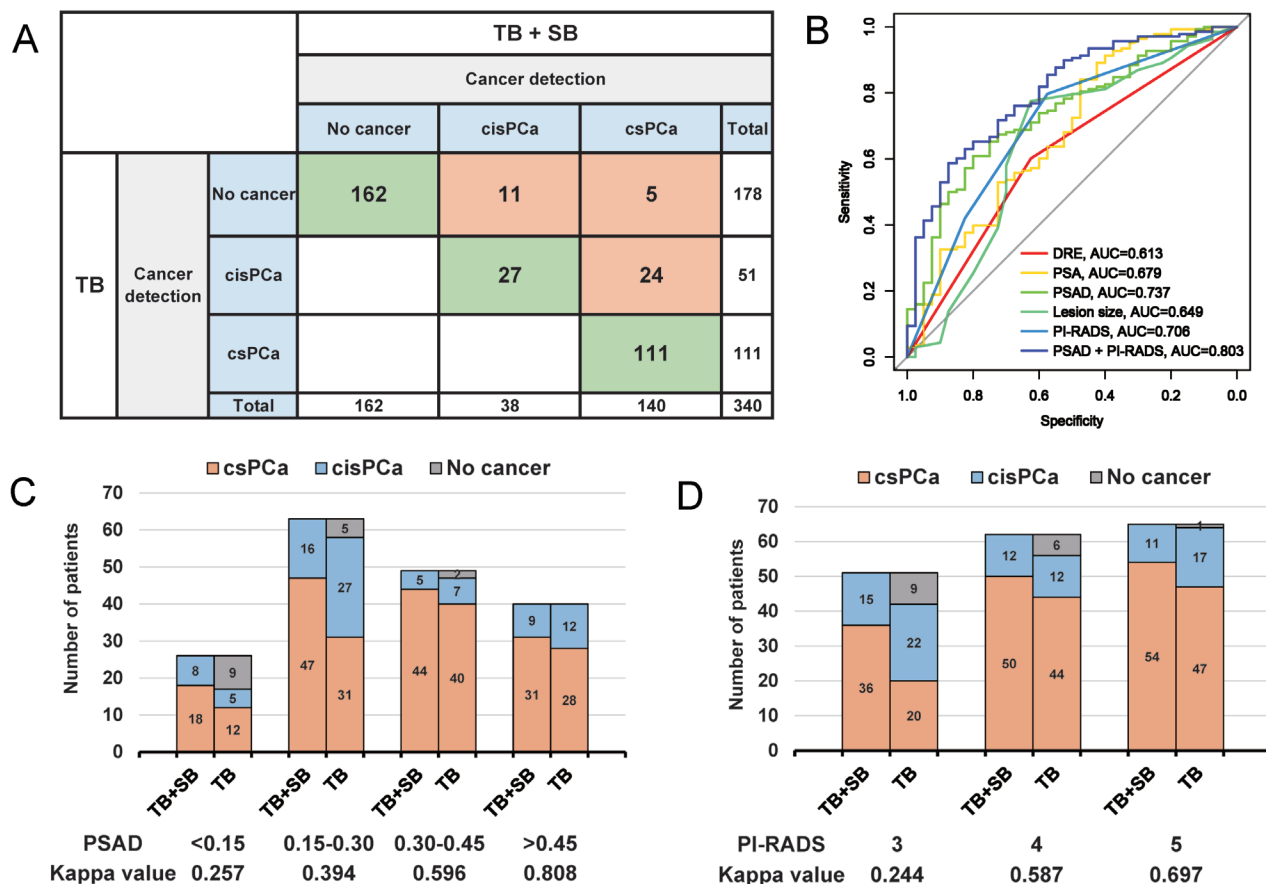 A
TB + SB
Cancer detection
No cancer cisPCa csPCa Total
TB
Cancer
detection
No cancer 162 11 5 178
cisPCa 27 24 51
csPCa 111 111
Total 162 38 140 340
B
Sensitivity
1.0
0.8
0.6
0.4
0.2
0.0
DRE, AUC=0.613
PSA, AUC=0.679
PSAD, AUC=0.737
Lesion size, AUC=0.649
PI-RADS, AUC=0.706
PSAD + PI-RADS, AUC=0.803
1.0 0.8 0.6 0.4 0.2 0.0
Specificity
C
csPCa cisPCa No cancer
Number of patients
70
60
50
40
30
20
10
0
8 9
18 5
12
16 5
47 27
31
5 2
44 7
40
9 12
31 28
TB+SB TB TB+SB TB TB+SB TB TB+SB TB
PSAD <0.15 0.15-0.30 0.30-0.45 >0.45
Kappa value 0.257 0.394 0.596 0.808
D
csPCa cisPCa No cancer
Number of patients
70
60
50
40
30
20
10
0
15 9
36 22
20
12 6
50 12
44
11 1
54 17
47
TB+SB TB TB+SB TB TB+SB TB
PI-RADS 3 4 5
Kappa value 0.244 0.587 0.697